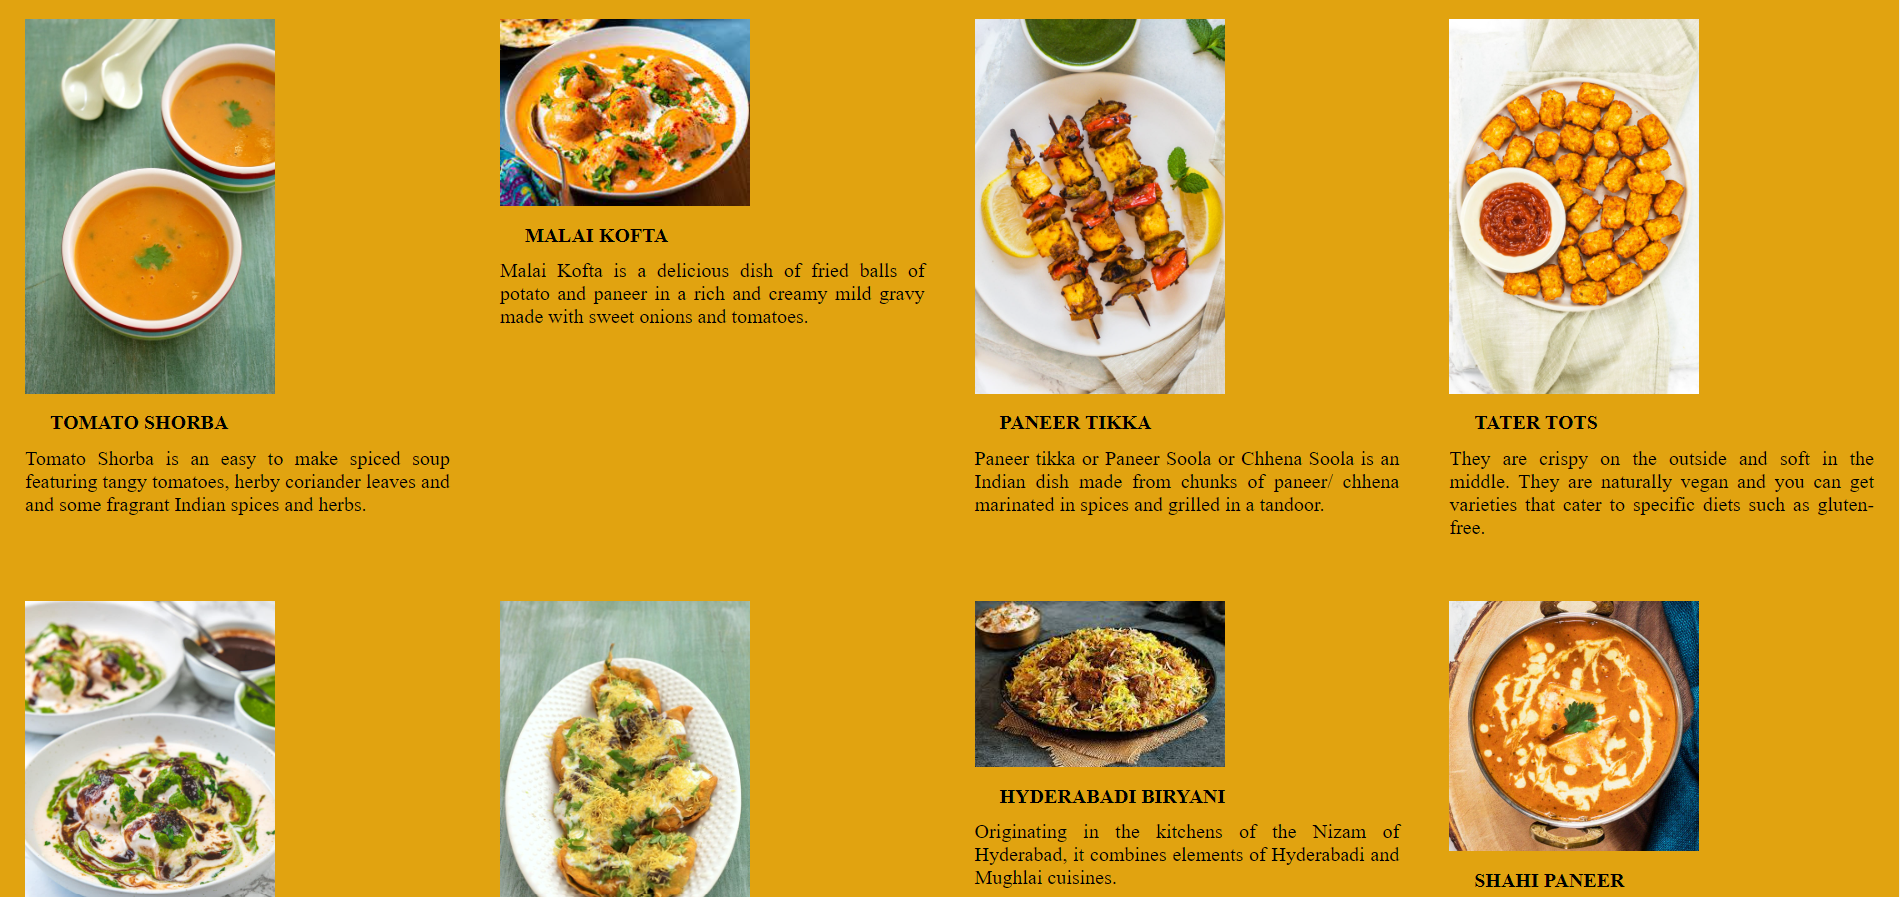 TOMATO SHORBA
Tomato Shorba is an easy to make spiced soup
featuring tangy tomatoes, herby coriander leaves and
and some fragrant Indian spices and herbs.
MALAI KOFTA
Malai Kofta is a delicious dish of fried balls of
potato and paneer in a rich and creamy mild gravy
made with sweet onions and tomatoes.
PANEER TIKKA
Paneer tikka or Paneer Soola or Chhena Soola is an
Indian dish made from chunks of paneer/ chhena
marinated in spices and grilled in a tandoor.
TATER TOTS
They are crispy on the outside and soft in the
middle. They are naturally vegan and you can get
varieties that cater to specific diets such as gluten-
free.
HYDERABADI BIRYANI
Originating in the kitchens of the Nizam of
Hyderabad, it combines elements of Hyderabadi and
Mughlai cuisines.
SHAHI PANEER